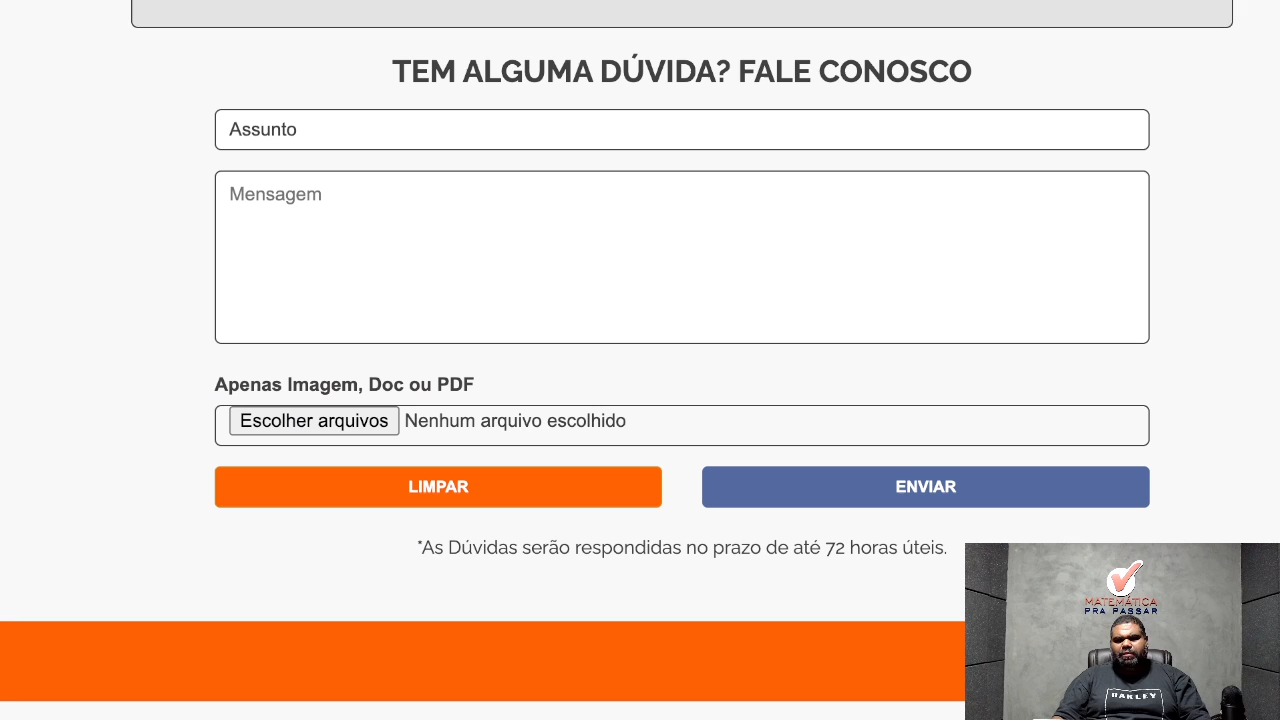 TEM ALGUMA DÚVIDA? FALE CONOSCO
Assunto
Mensagem
Apenas Imagem, Doc ou PDF
Escolher arquivos Nenhum arquivo escolhido
LIMPAR ENVIAR
*As Dúvidas serão respondidas no prazo de até 72 horas úteis.
MATEMÁTICA
PRA PASSAR
OAKLEY